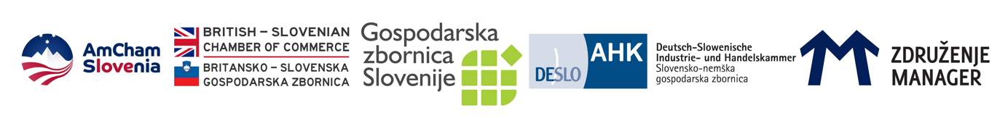 AmCham
Slovenia
BRITISH – SLOVENIAN
CHAMBER OF COMMERCE
BRITANSKO – SLOVENSKA
GOSPODARSKA ZBORNICA
Gospodarska
zbornica
Slovenije
DESLO
AHK
Deutsch-Slowenische
Industrie- und Handelskammer
Slovensko-nemška
gospodarska zbornica
ZDRUŽENJE
MANAGER